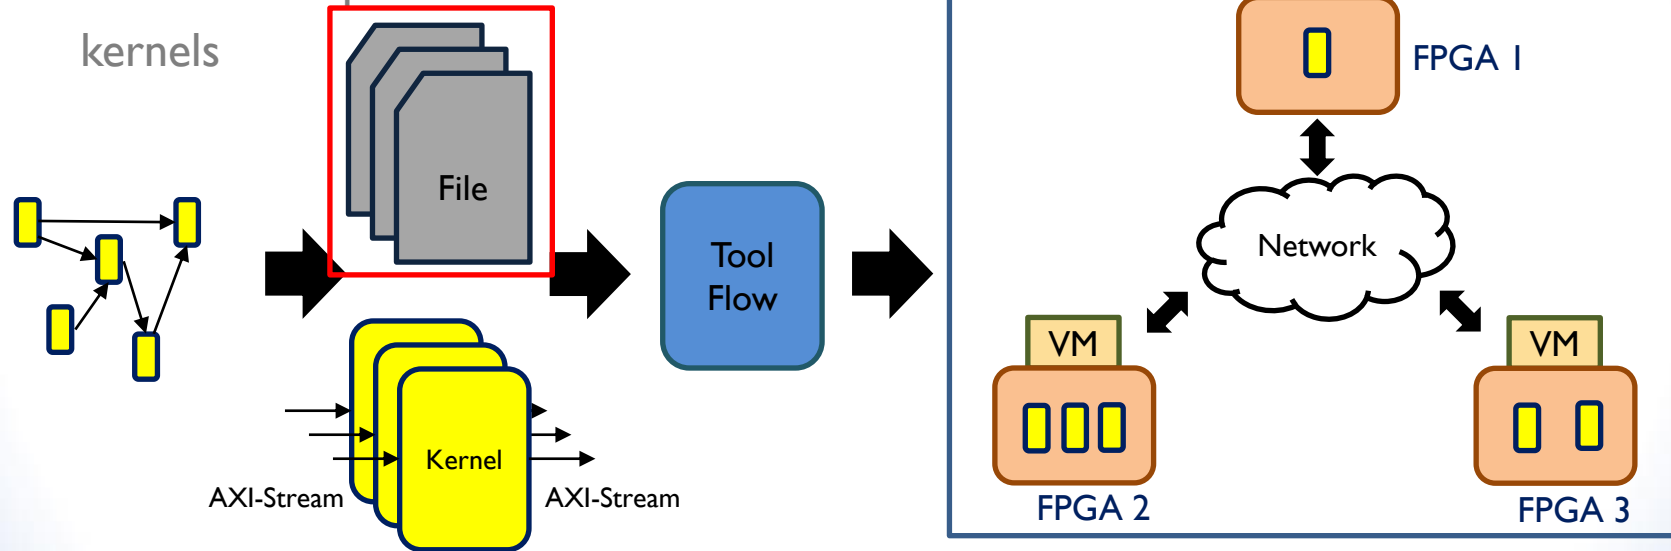 kernels
File
Kernel
AXI-Stream
AXI-Stream
Tool
Flow
FPGA 1
Network
VM
VM
FPGA 2
FPGA 3